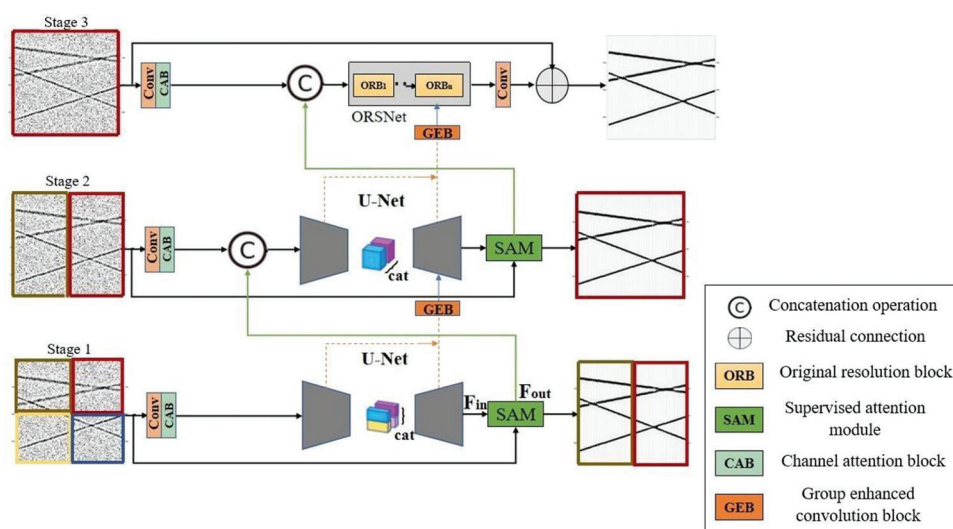 Stage 3
Conv
CAB
C
ORB1
ORBn
Conv
ORSNet
GEB
Stage 2
U-Net
Conv
CAB
C
cat
SAM
GEB
Stage 1
U-Net
Conv
CAB
cat
Fin
Fout
SAM
C
Concatenation operation
Residual connection
ORB
Original resolution block
SAM
Supervised attention
module
CAB
Channel attention block
GEB
Group enhanced
convolution block